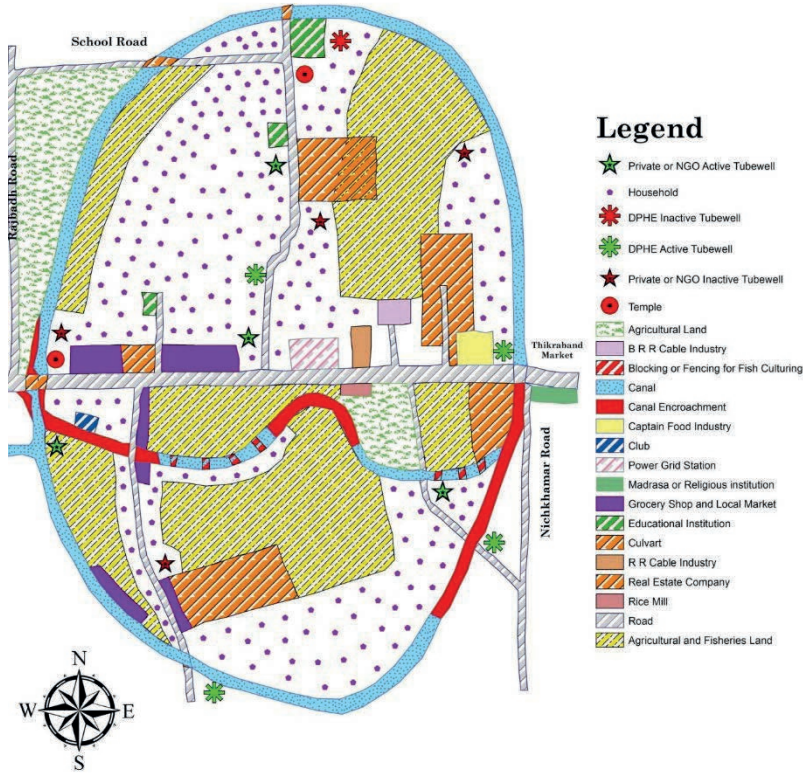 School Road
Rajbadh Road
Thikraband
Market
Nichkhamar Road
N
W
E
S
Legend
Private or NGO Active Tubewell
Household
DPHE Inactive Tubewell
DPHE Active Tubewell
Private or NGO Inactive Tubewell
Temple
Agricultural Land
B R R Cable Industry
Blocking or Fencing for Fish Culturing
Canal
Canal Encroachment
Captain Food Industry
Club
Power Grid Station
Madrasa or Religious institution
Grocery Shop and Local Market
Educational Institution
Culvart
R R Cable Industry
Real Estate Company
Rice Mill
Road
Agricultural and Fisheries Land